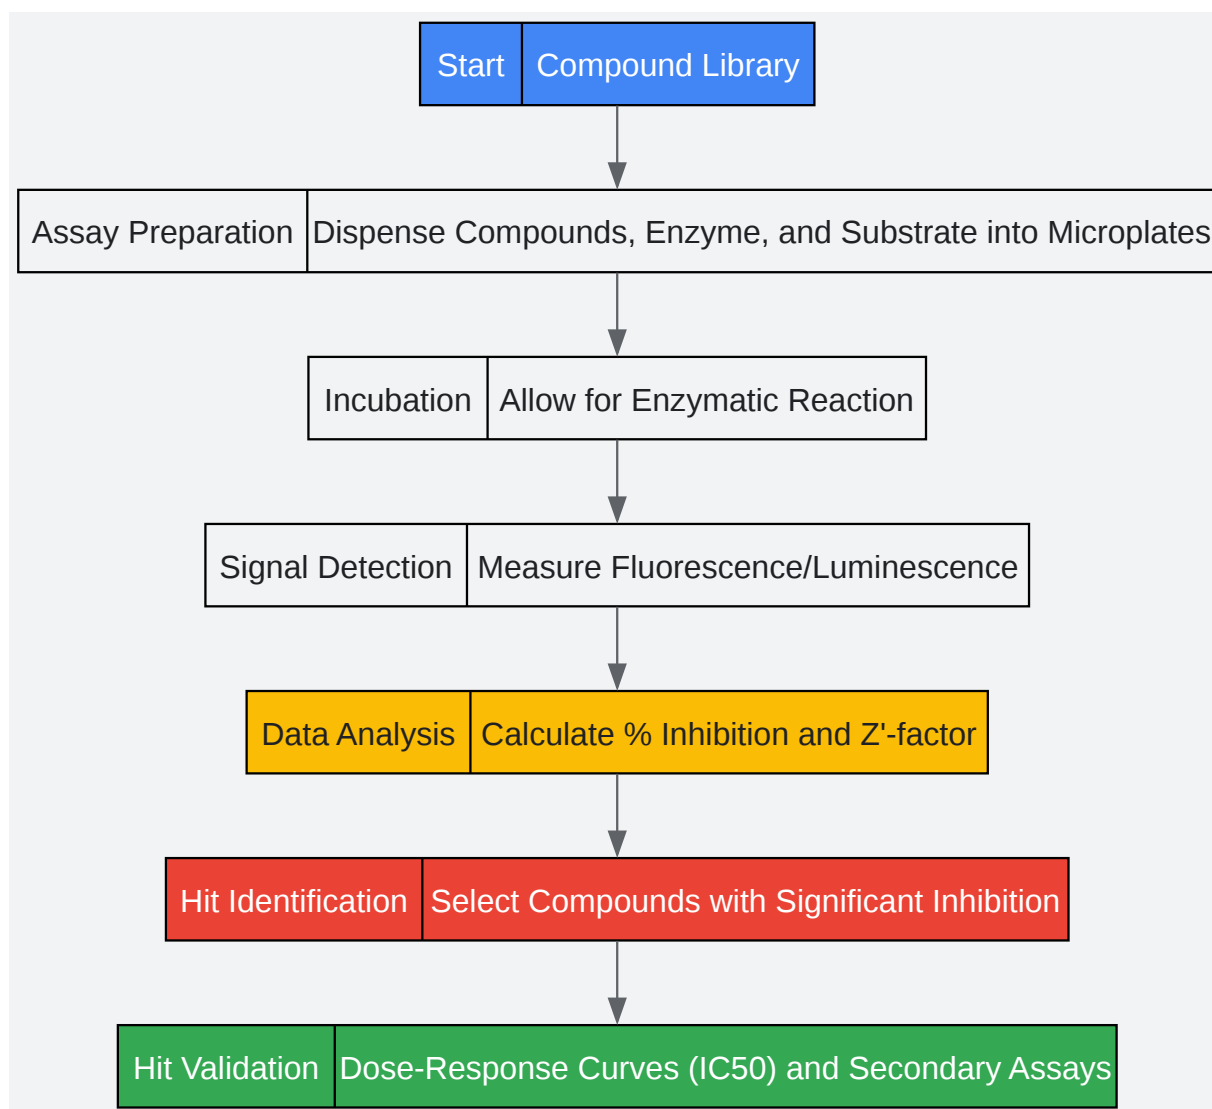 Start Compound Library
Assay Preparation Dispense Compounds, Enzyme, and Substrate into Microplates
Incubation Allow for Enzymatic Reaction
Signal Detection Measure Fluorescence/Luminescence
Data Analysis Calculate % Inhibition and Z'-factor
Hit Identification Select Compounds with Significant Inhibition
Hit Validation Dose-Response Curves (IC50) and Secondary Assays